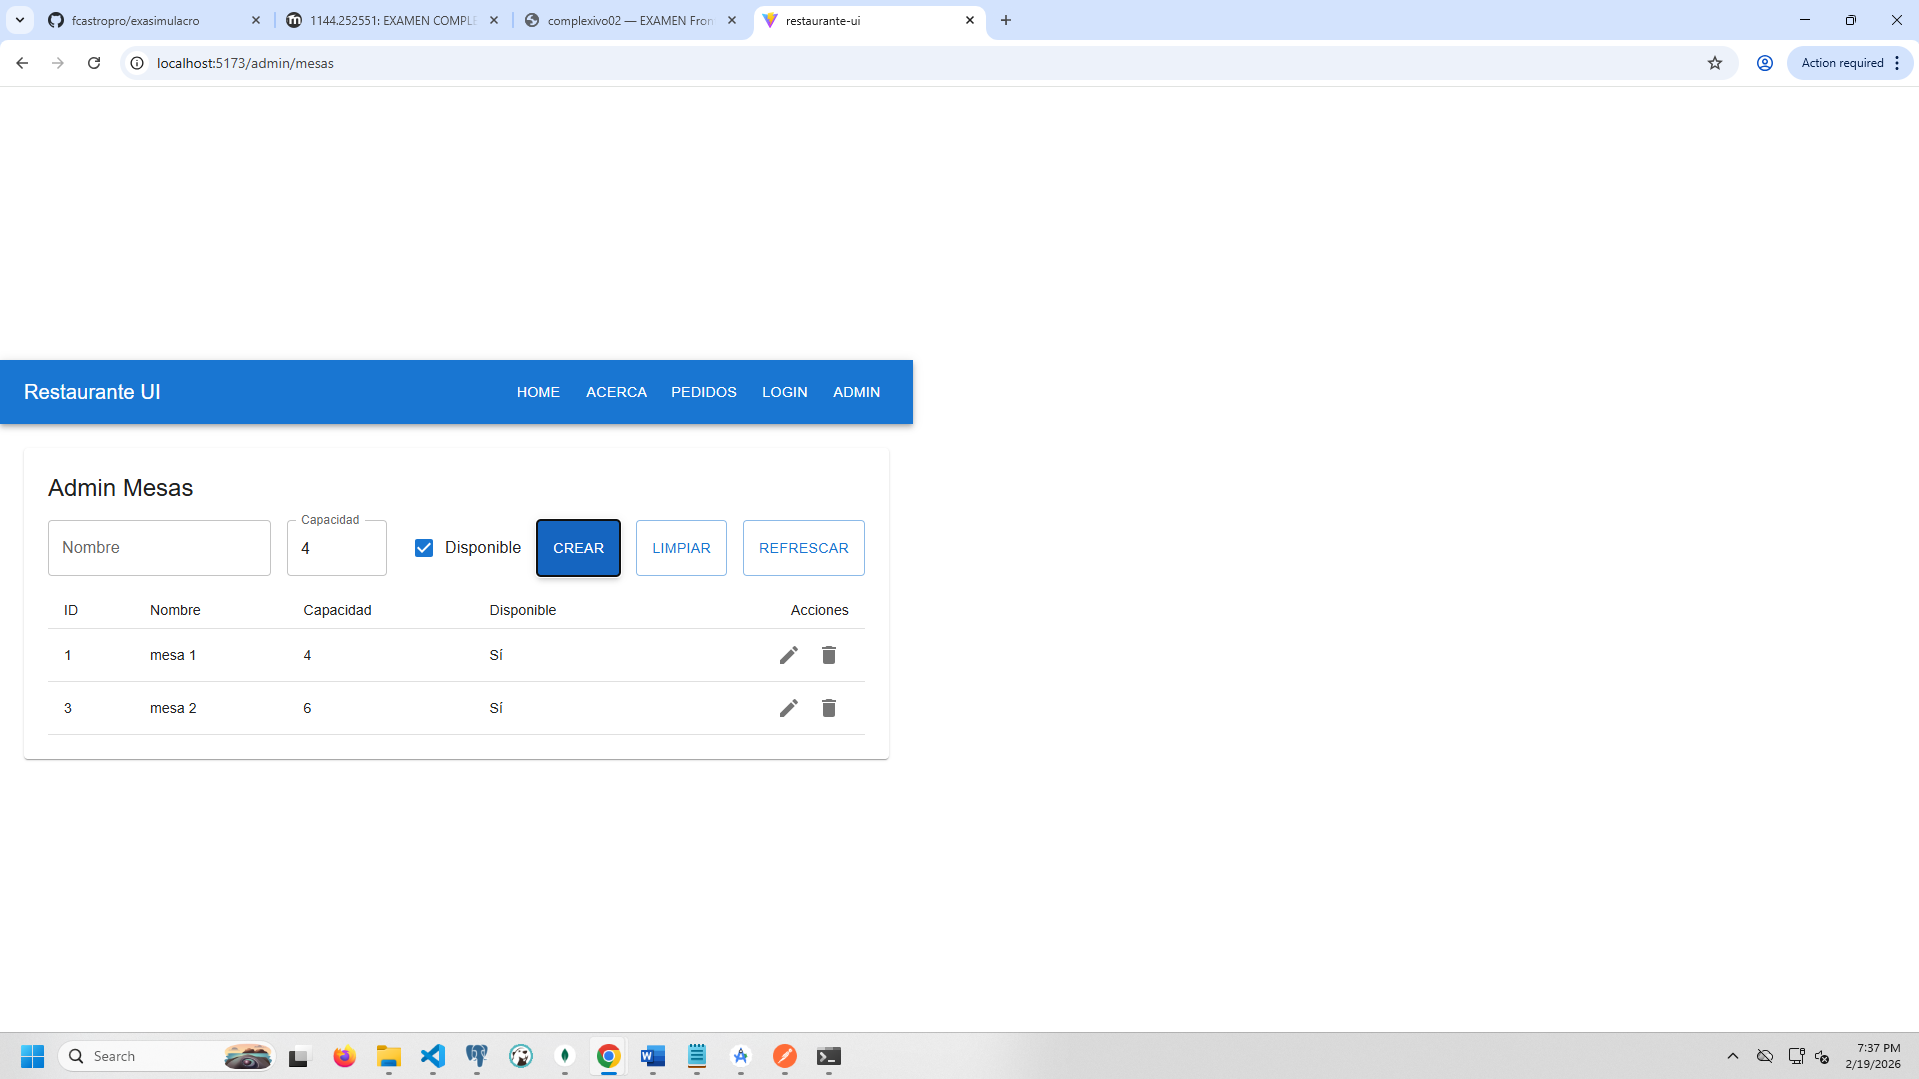 fcastropro/exasimulacro
1144.252551: EXAMEN COMPLE
complexivo02 — EXAMEN Fron
restaurante-ui
localhost:5173/admin/mesas
Action required
Restaurante UI
HOME
ACERCA
PEDIDOS
LOGIN
ADMIN
Admin Mesas
Nombre
Capacidad
4
Disponible
CREAR
LIMPIAR
REFRESCAR
ID Nombre Capacidad Disponible Acciones
1 mesa 1 4 Sí
3 mesa 2 6 Sí
Search
7:37 PM
2/19/2026